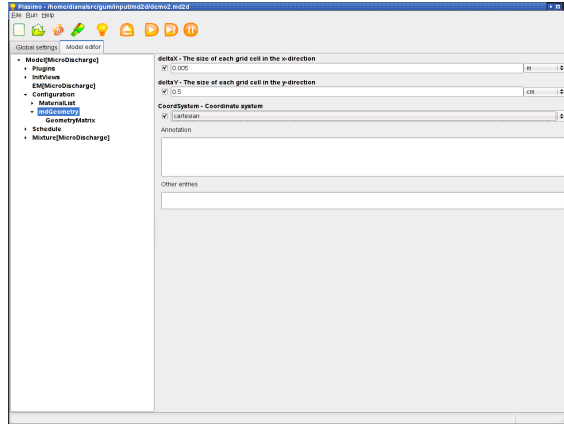 Plasimo - /home/diana/src/gum/input/md2d/demo2.md2d
File Run Help
Global settings Model editor
Model[MicroDischarge]
Plugins
InitViews
EM[MicroDischarge]
Configuration
MaterialList
mdGeometry
GeometryMatrix
Schedule
Mixture[MicroDischarge]
deltaX - The size of each grid cell in the x-direction
0.005 m
deltaY - The size of each grid cell in the y-direction
0.5 cm
CoordSystem - Coordinate system
cartesian
Annotation
Other entries